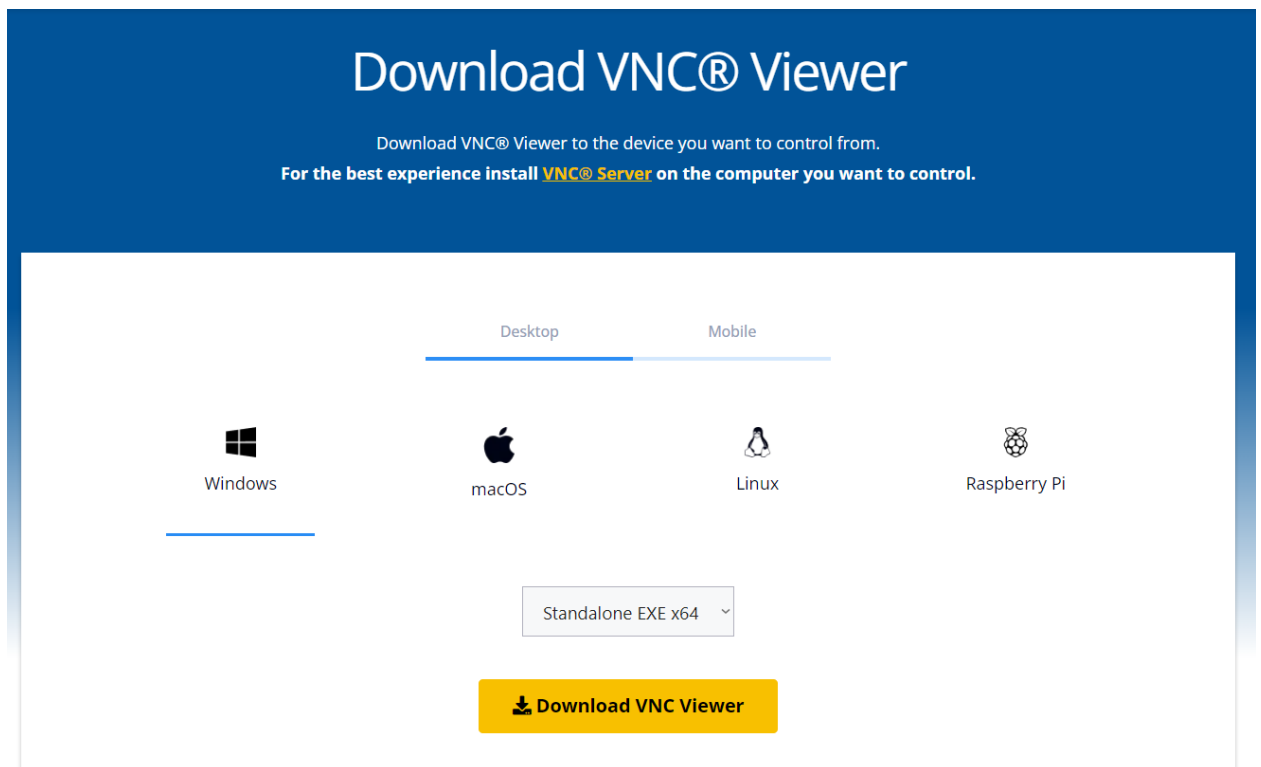 Download VNC® Viewer
Download VNC® Viewer to the device you want to control from.
For the best experience install VNC® Server on the computer you want to control.
Desktop
Mobile
Windows
macOS
Linux
Raspberry Pi
Standalone EXE x64
Download VNC Viewer